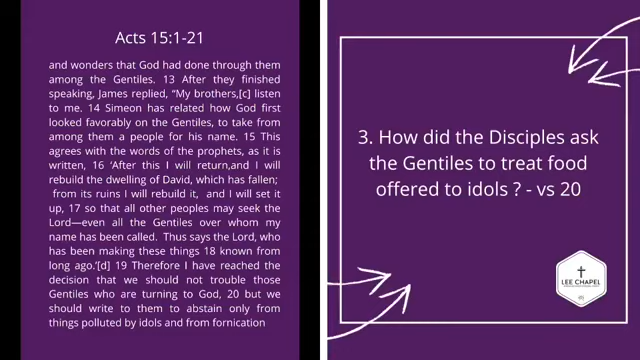 Acts 15:1-21
and wonders that God had done through them
among the Gentiles. 13 After they finished
speaking, James replied, “My brothers,[c] listen
to me. 14 Simeon has related how God first
looked favorably on the Gentiles, to take from
among them a people for his name. 15 This
agrees with the words of the prophets, as it is
written, 16 ‘After this I will return,and I will
rebuild the dwelling of David, which has fallen;
from its ruins I will rebuild it, and I will set it
up, 17 so that all other peoples may seek the
Lord—even all the Gentiles over whom my
name has been called. Thus says the Lord, who
has been making these things 18 known from
long ago.’[d] 19 Therefore I have reached the
decision that we should not trouble those
Gentiles who are turning to God, 20 but we
should write to them to abstain only from
things polluted by idols and from fornication
3. How did the Disciples ask
the Gentiles to treat food
offered to idols ? - vs 20
LEE CHAPEL